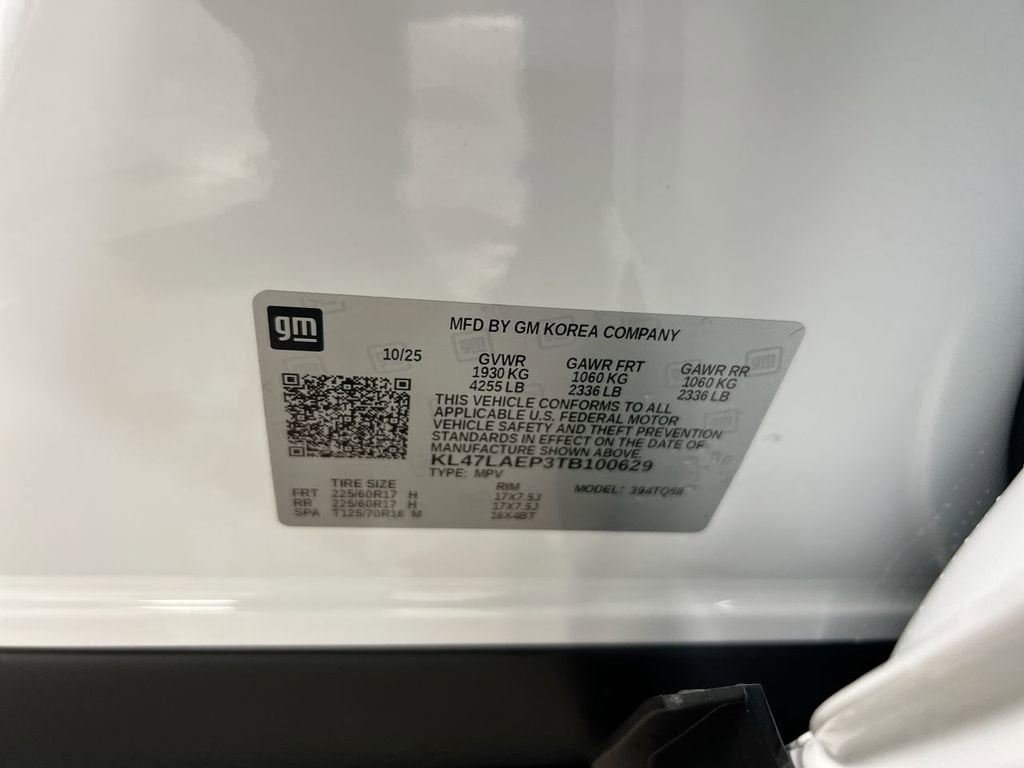 gm
MFD BY GM KOREA COMPANY
10/25
GVWR
1930 KG
4255 LB
GAWR FRT
1060 KG
2336 LB
GAWR RR
1060 KG
2336 LB
THIS VEHICLE CONFORMS TO ALL
APPLICABLE U.S. FEDERAL MOTOR
VEHICLE SAFETY AND THEFT PREVENTION
STANDARDS IN EFFECT ON THE DATE OF
MANUFACTURE SHOWN ABOVE.
KL47LAEP3TB100629
TYPE: MPV
MODEL: 394TQ58
TIRE SIZE RIM
FRT 225/60R17 H 17X7.5J
RR 225/60R17 H 17X7.5J
SPA T125/70R16 M 16X4BT